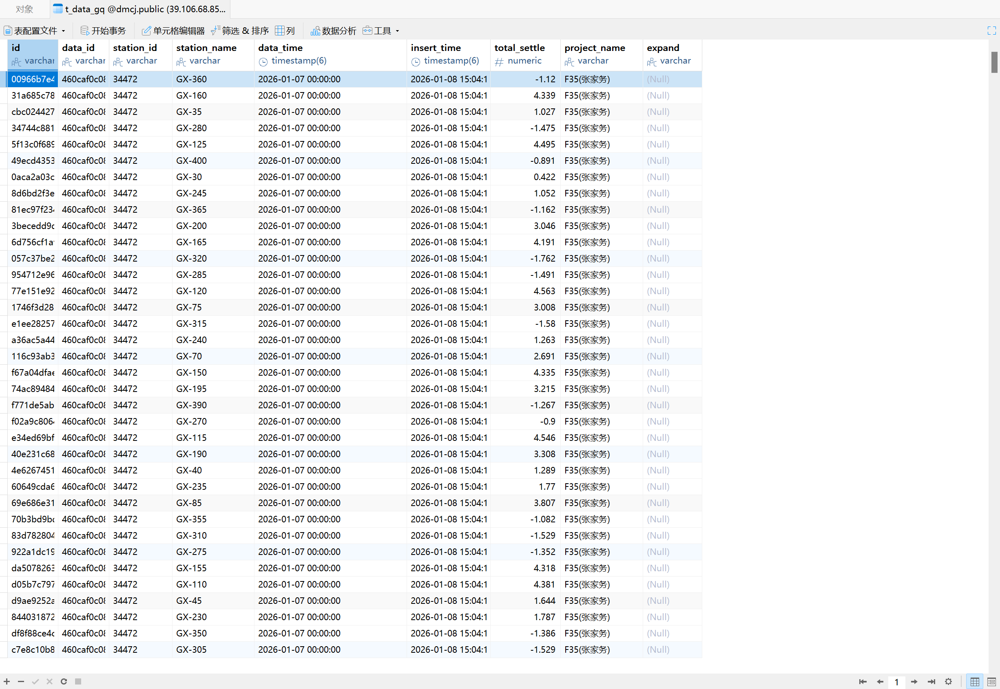 对象 t_data_gq @dmcj.public (39.106.68.85...
表配置文件 开始事务 单元格编辑器 筛选 & 排序 列 数据分析 工具
id data_id station_id station_name data_time insert_time total_settle project_name expand
varchar varchar varchar varchar timestamp(6) timestamp(6) # numeric varchar varchar
00966b7e4 460caf0c08 34472 GX-360 2026-01-07 00:00:00 2026-01-08 15:04:1 -1.12 F35(张家务) (Null)
31a685c78 460caf0c08 34472 GX-160 2026-01-07 00:00:00 2026-01-08 15:04:1 4.339 F35(张家务) (Null)
cbc024427 460caf0c08 34472 GX-35 2026-01-07 00:00:00 2026-01-08 15:04:1 1.027 F35(张家务) (Null)
34744c881 460caf0c08 34472 GX-280 2026-01-07 00:00:00 2026-01-08 15:04:1 -1.475 F35(张家务) (Null)
5f13c0f689 460caf0c08 34472 GX-125 2026-01-07 00:00:00 2026-01-08 15:04:1 4.495 F35(张家务) (Null)
49ecd4353 460caf0c08 34472 GX-400 2026-01-07 00:00:00 2026-01-08 15:04:1 -0.891 F35(张家务) (Null)
0aca2a03c 460caf0c08 34472 GX-30 2026-01-07 00:00:00 2026-01-08 15:04:1 0.422 F35(张家务) (Null)
8d6bd2f3e 460caf0c08 34472 GX-245 2026-01-07 00:00:00 2026-01-08 15:04:1 1.052 F35(张家务) (Null)
81ec97f234 460caf0c08 34472 GX-365 2026-01-07 00:00:00 2026-01-08 15:04:1 -1.162 F35(张家务) (Null)
3becedd9c 460caf0c08 34472 GX-200 2026-01-07 00:00:00 2026-01-08 15:04:1 3.046 F35(张家务) (Null)
6d756cf1a 460caf0c08 34472 GX-165 2026-01-07 00:00:00 2026-01-08 15:04:1 4.191 F35(张家务) (Null)
057c37be2 460caf0c08 34472 GX-320 2026-01-07 00:00:00 2026-01-08 15:04:1 -1.762 F35(张家务) (Null)
954712e96 460caf0c08 34472 GX-285 2026-01-07 00:00:00 2026-01-08 15:04:1 -1.491 F35(张家务) (Null)
77e151e92 460caf0c08 34472 GX-120 2026-01-07 00:00:00 2026-01-08 15:04:1 4.563 F35(张家务) (Null)
1746f3d28 460caf0c08 34472 GX-75 2026-01-07 00:00:00 2026-01-08 15:04:1 3.008 F35(张家务) (Null)
e1ee28257 460caf0c08 34472 GX-315 2026-01-07 00:00:00 2026-01-08 15:04:1 -1.58 F35(张家务) (Null)
a36ac5a44 460caf0c08 34472 GX-240 2026-01-07 00:00:00 2026-01-08 15:04:1 1.263 F35(张家务) (Null)
116c93ab3 460caf0c08 34472 GX-70 2026-01-07 00:00:00 2026-01-08 15:04:1 2.691 F35(张家务) (Null)
f67a04dfae 460caf0c08 34472 GX-150 2026-01-07 00:00:00 2026-01-08 15:04:1 4.335 F35(张家务) (Null)
74ac89484 460caf0c08 34472 GX-195 2026-01-07 00:00:00 2026-01-08 15:04:1 3.215 F35(张家务) (Null)
f771de5ab 460caf0c08 34472 GX-390 2026-01-07 00:00:00 2026-01-08 15:04:1 -1.267 F35(张家务) (Null)
f02a9c8064 460caf0c08 34472 GX-270 2026-01-07 00:00:00 2026-01-08 15:04:1 -0.9 F35(张家务) (Null)
e34ed69bf 460caf0c08 34472 GX-115 2026-01-07 00:00:00 2026-01-08 15:04:1 4.546 F35(张家务) (Null)
40e231c68 460caf0c08 34472 GX-190 2026-01-07 00:00:00 2026-01-08 15:04:1 3.308 F35(张家务) (Null)
4e6267451 460caf0c08 34472 GX-40 2026-01-07 00:00:00 2026-01-08 15:04:1 1.289 F35(张家务) (Null)
60649cda6 460caf0c08 34472 GX-235 2026-01-07 00:00:00 2026-01-08 15:04:1 1.77 F35(张家务) (Null)
69e686e31 460caf0c08 34472 GX-85 2026-01-07 00:00:00 2026-01-08 15:04:1 3.807 F35(张家务) (Null)
70b3bd9bc 460caf0c08 34472 GX-355 2026-01-07 00:00:00 2026-01-08 15:04:1 -1.082 F35(张家务) (Null)
83d782804 460caf0c08 34472 GX-310 2026-01-07 00:00:00 2026-01-08 15:04:1 -1.529 F35(张家务) (Null)
922a1dc19 460caf0c08 34472 GX-275 2026-01-07 00:00:00 2026-01-08 15:04:1 -1.352 F35(张家务) (Null)
da5078263 460caf0c08 34472 GX-155 2026-01-07 00:00:00 2026-01-08 15:04:1 4.318 F35(张家务) (Null)
d05b7c797 460caf0c08 34472 GX-110 2026-01-07 00:00:00 2026-01-08 15:04:1 4.381 F35(张家务) (Null)
d9ae9252a 460caf0c08 34472 GX-45 2026-01-07 00:00:00 2026-01-08 15:04:1 1.644 F35(张家务) (Null)
844031872 460caf0c08 34472 GX-230 2026-01-07 00:00:00 2026-01-08 15:04:1 1.787 F35(张家务) (Null)
df8f88ce4c 460caf0c08 34472 GX-350 2026-01-07 00:00:00 2026-01-08 15:04:1 -1.386 F35(张家务) (Null)
c7e8c10b8 460caf0c08 34472 GX-305 2026-01-07 00:00:00 2026-01-08 15:04:1 -1.529 F35(张家务) (Null)
1